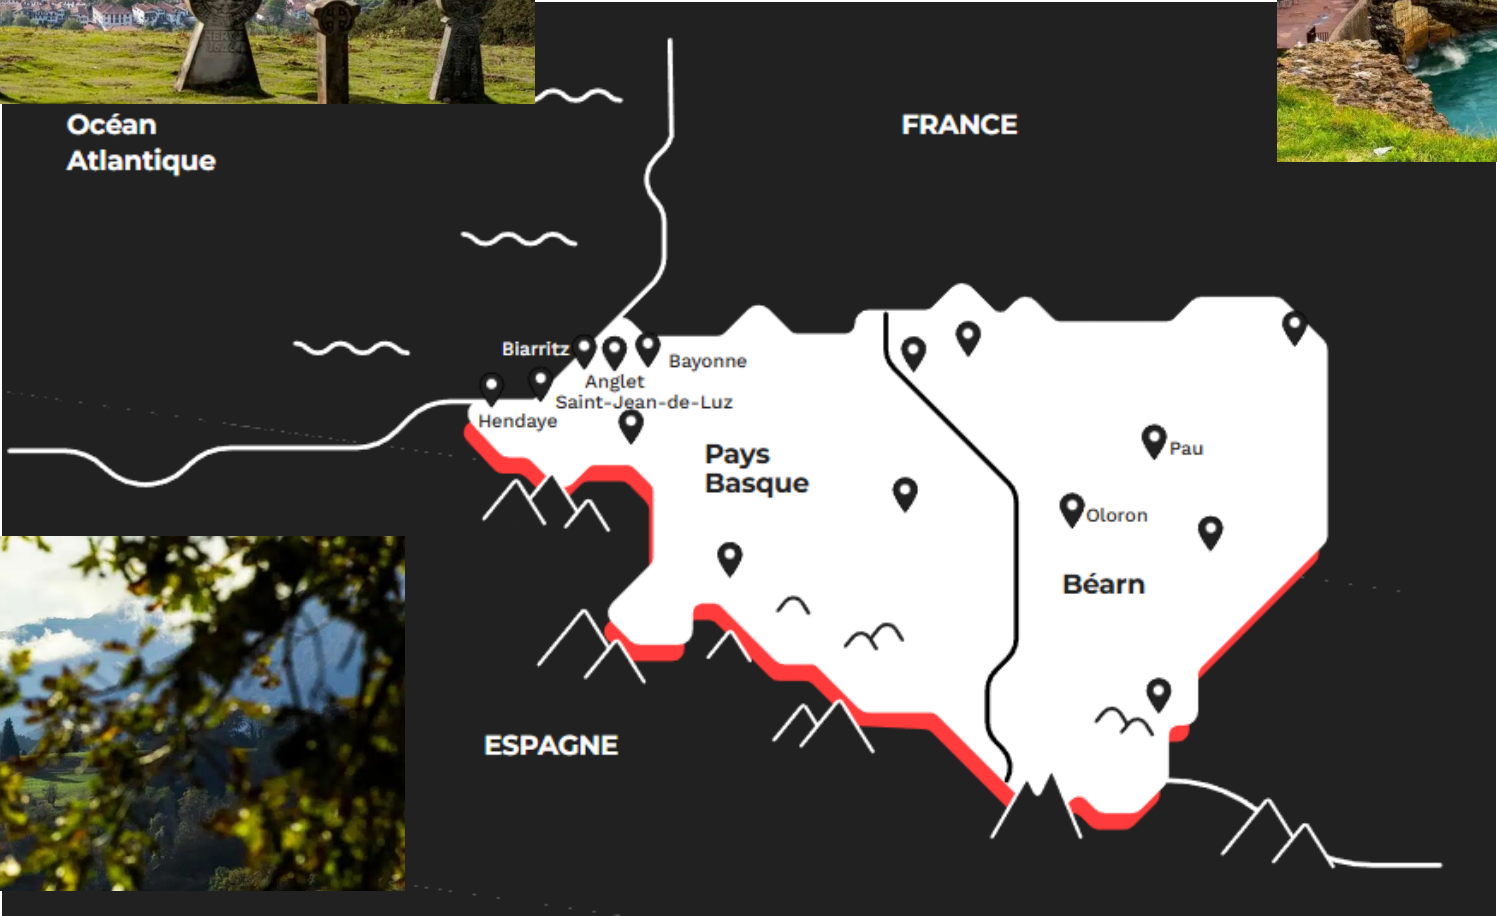 Océan
Atlantique
FRANCE
Biarritz
Bayonne
Anglet
Saint-Jean-de-Luz
Hendaye
Pays
Basque
Pau
Oloron
Béarn
ESPAGNE